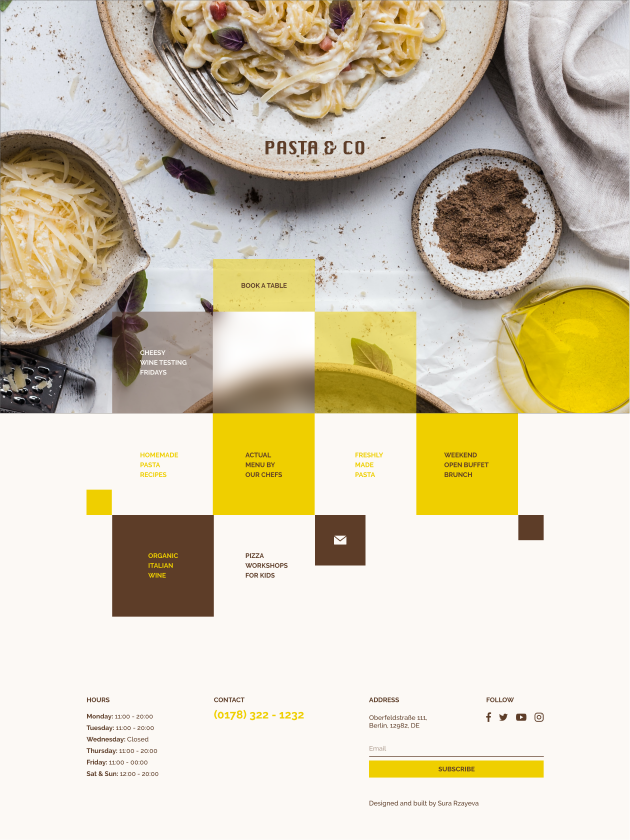 PASTA & CO
BOOK A TABLE
CHEESY
WINE TESTING
FRIDAYS
HOMEMADE
PASTA
RECIPES
ACTUAL
MENU BY
OUR CHEFS
FRESHLY
MADE
PASTA
WEEKEND
OPEN BUFFET
BRUNCH
ORGANIC
ITALIAN
WINE
PIZZA
WORKSHOPS
FOR KIDS
HOURS
Monday: 11:00 - 20:00
Tuesday: 11:00 - 20:00
Wednesday: Closed
Thursday: 11:00 - 20:00
Friday: 11:00 - 00:00
Sat & Sun: 12:00 - 20:00
CONTACT
(0178) 322 - 1232
ADDRESS
Oberfeldstraße 111,
Berlin, 12982, DE
FOLLOW
Email
SUBSCRIBE
Designed and built by Sura Rzayeva